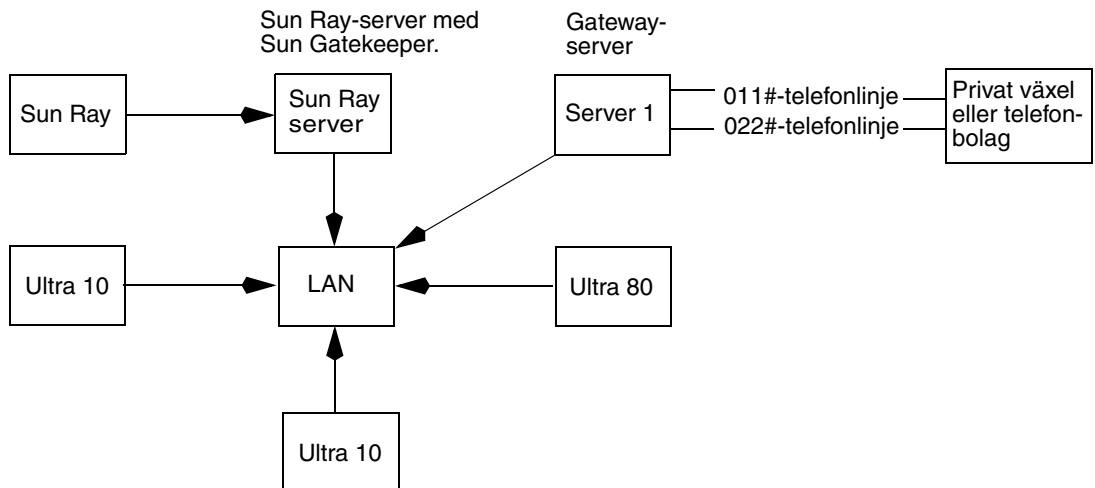 Sun Ray-server med
Sun Gatekeeper.
Gateway-
server
Sun Ray
Sun Ray
server
Server 1
011#-telefonlinje
022#-telefonlinje
Privat växel
eller telefon-
bolag
Ultra 10
LAN
Ultra 80
Ultra 10